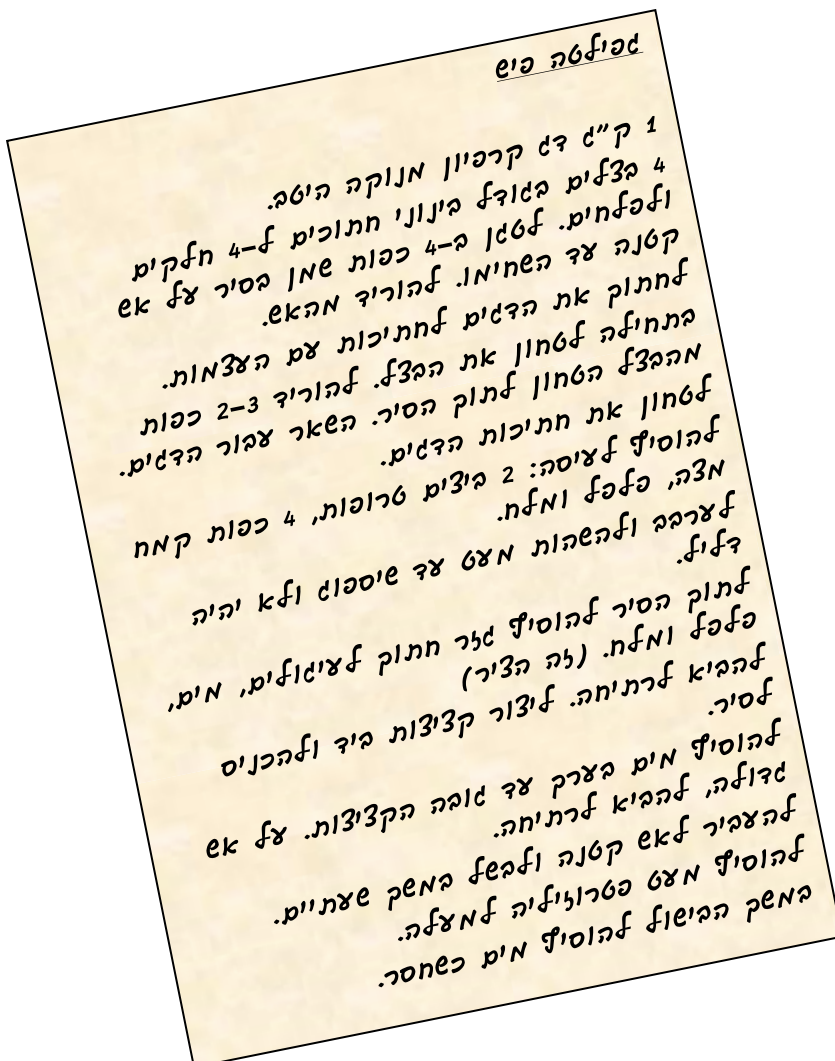 גפילטה פיש
1 ק"ג דג קרפיון מנוקה היטב.
4 בצלים בגודל בינוני חתוכים ל-4 חלקים
ולפלחים. לטגן ב-4 כפות שמן בסיר על אש
קטנה עד השחימו. להוריד מהאש.
לחתוך את הדגים לחתיכות עם העצמות.
בתחילה לטחון את הבצל. להוריד 2-3 כפות
מהבצל הטחון לתוך הסיר. השאר עבור הדגים.
לטחון את חתיכות הדגים.
להוסיף לעיסה: 2 ביצים טרופות, 4 כפות קמח
מצה, פלפל ומלח.
לערבב ולהשהות מעט עד שיספוג ולא יהיה
דליל.
לתוך הסיר להוסיף גזר חתוך לעיגולים, מים,
פלפל ומלח. (זה הציר)
להביא לרתיחה. ליצור קציצות ביד ולהכניס
לסיר.
להוסיף מים בערק עד גובה הקציצות. על אש
גדולה, להביא לרתיחה.
להעביר לאש קטנה ולבשל במשך שעתיים.
להוסיף מעט פטרוזיליה למעלה.
במשך הבישול להוסיף מים כשחסר.